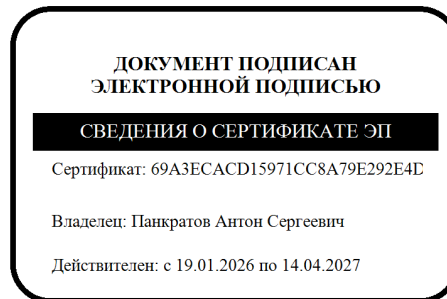 ДОКУМЕНТ ПОДПИСАН
ЭЛЕКТРОННОЙ ПОДПИСЬЮ
СВЕДЕНИЯ О СЕРТИФИКАТЕ ЭП
Сертификат: 69A3ECACD15971CC8A79E292E4D
Владелец: Панкратов Антон Сергеевич
Действителен: с 19.01.2026 по 14.04.2027